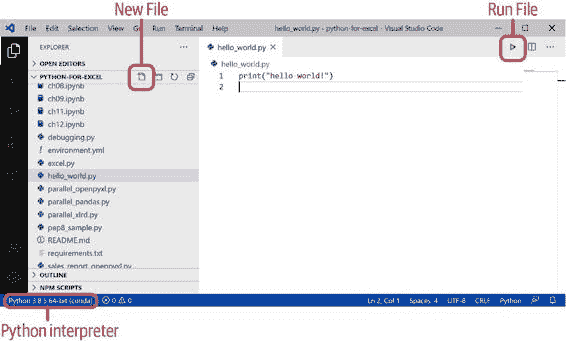 New File
Run File
File Edit Selection View Go Run Terminal Help hello_world.py - python-for-excel - Visual Studio Code
EXPLORER
hello_world.py
OPEN EDITORS
PYTHON-FOR-EXCEL
hello_world.py
ch08.ipynb
1 print("hello world!")
ch09.ipynb
2
ch11.ipynb
ch12.ipynb
debugging.py
environment.yml
excel.py
hello_world.py
parallel_openpyxl.py
parallel_pandas.py
parallel_xlrd.py
pep8_sample.py
README.md
requirements.txt
sales_report_openpyxl.py
OUTLINE
NPM SCRIPTS
Python 3.8.5 64-bit (conda) 0 0 Ln 2, Col 1 Spaces: 4 UTF-8 CRLF Python
Python interpreter